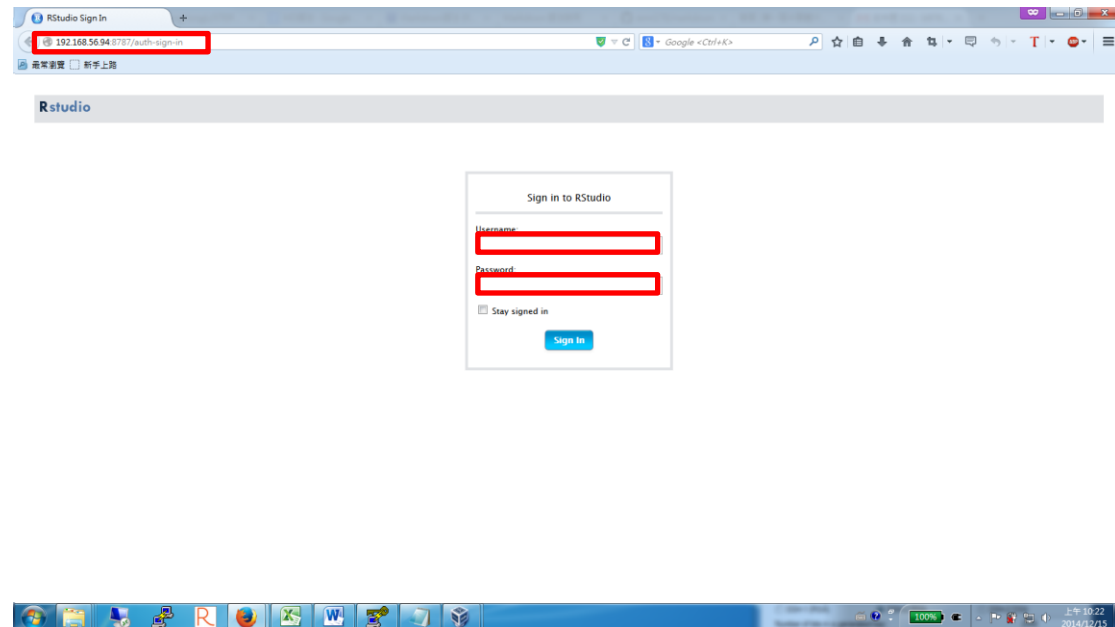 RStudio Sign In
192.168.56.94:8787/auth-sign-in
Google <Ctrl+K>
最常瀏覽 新手上路
Rstudio
Sign in to RStudio
Username:
Password:
Stay signed in
Sign In
100%
上午 10:22
2014/12/15